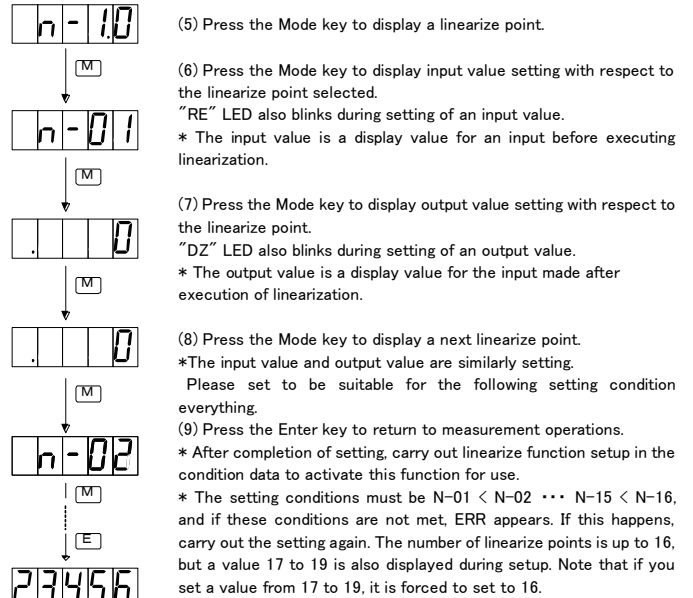 n - 1.0
(5) Press the Mode key to display a linearize point.
M
(6) Press the Mode key to display input value setting with respect to
the linearize point selected.
"RE" LED also blinks during setting of an input value.
n - 0 1
* The input value is a display value for an input before executing
linearization.
M
(7) Press the Mode key to display output value setting with respect to
the linearize point.
. 0
"DZ" LED also blinks during setting of an output value.
* The output value is a display value for the input made after
execution of linearization.
M
(8) Press the Mode key to display a next linearize point.
. 0
*The input value and output value are similarly setting.
Please set to be suitable for the following setting condition
everything.
M
(9) Press the Enter key to return to measurement operations.
n - 0 2
* After completion of setting, carry out linearize function setup in the
condition data to activate this function for use.
M
* The setting conditions must be N-01 < N-02 ･･･ N-15 < N-16,
and if these conditions are not met, ERR appears. If this happens,
E
carry out the setting again. The number of linearize points is up to 16,
but a value 17 to 19 is also displayed during setup. Note that if you
set a value from 17 to 19, it is forced to set to 16.
2 3 4 5 6